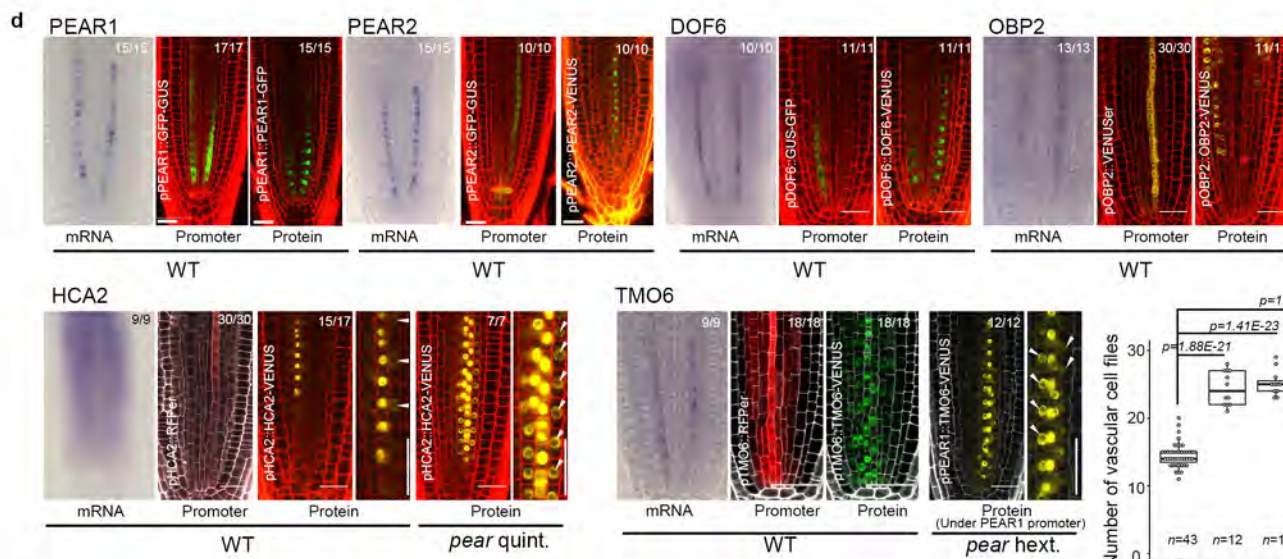 d
PEAR1
PEAR2
DOF6
OBP2
15/15
1717
15/15
15/15
10/10
10/10
10/10
11/11
11/11
13/13
30/30
pPEAR1::GFP-GUS
pPEAR1::PEAR1-GFP
pPEAR2::GFP-GUS
pPEAR2::PEAR2-VENUS
pDOF6::GUS-GFP
pDOF6::DOF6-VENUS
pOBP2::VENUSer
pOBP2::OBP2-VENUS
mRNA
Promoter
Protein
mRNA
Promoter
Protein
mRNA
Promoter
Protein
mRNA
Promoter
Protein
WT
WT
WT
WT
HCA2
TMO6
9/9
30/30
15/17
7/7
9/9
18/18
18/18
12/12
pHCA2::RFPer
pHCA2::HCA2-VENUS
pHCA2::HCA2-VENUS
pTMO6::RFPer
pTMO6::TMO6-VENUS
pPEAR1::TMO6-VENUS
mRNA
Promoter
Protein
Protein
mRNA
Promoter
Protein
Protein
(Under PEAR1 promoter)
WT
pear quint.
WT
pear hext.
Number of vascular cell files
p=1.41E-23
p=1.88E-21
30
20
10
0
n=43
n=12